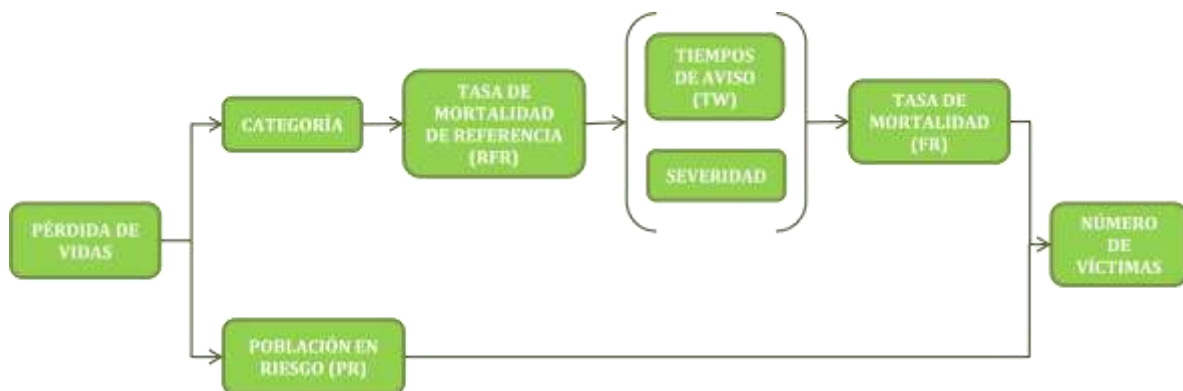 PÉRDIDA DE
VIDAS
CATEGORÍA
TASA DE
MORTALIDAD
DE REFERENCIA
(RFR)
TIEMPOS
DE AVISO
(TW)
SEVERIDAD
TASA DE
MORTALIDAD
(FR)
POBLACIÓN EN
RIESGO (PR)
NÚMERO
DE
VÍCTIMAS